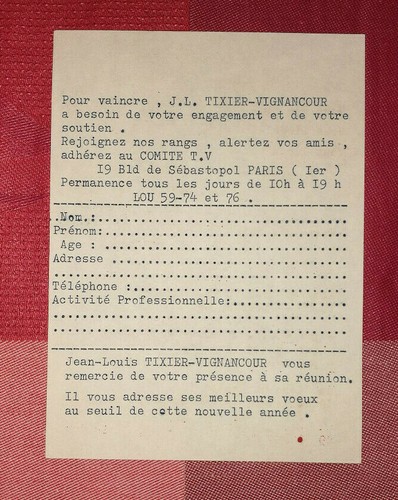 Pour vaincre , J.L. TIXIER-VIGNANCOUR
a besoin de votre engagement et de votre
soutien .
Rejoignez nos rangs , alertez vos amis ,
adhérez au COMITE T.V
I9 Bld de Sébastopol PARIS ( Ier )
Permanence tous les jours de IOh à I9 h
LOU 59-74 et 76 .
Nom.:
Prénom:
Age :
Adresse
Téléphone :
Activité Professionnelle:
Jean-Louis TIXIER-VIGNANCOUR vous
remercie de votre présence à sa réunion.
Il vous adresse ses meilleurs voeux
au seuil de cette nouvelle année .